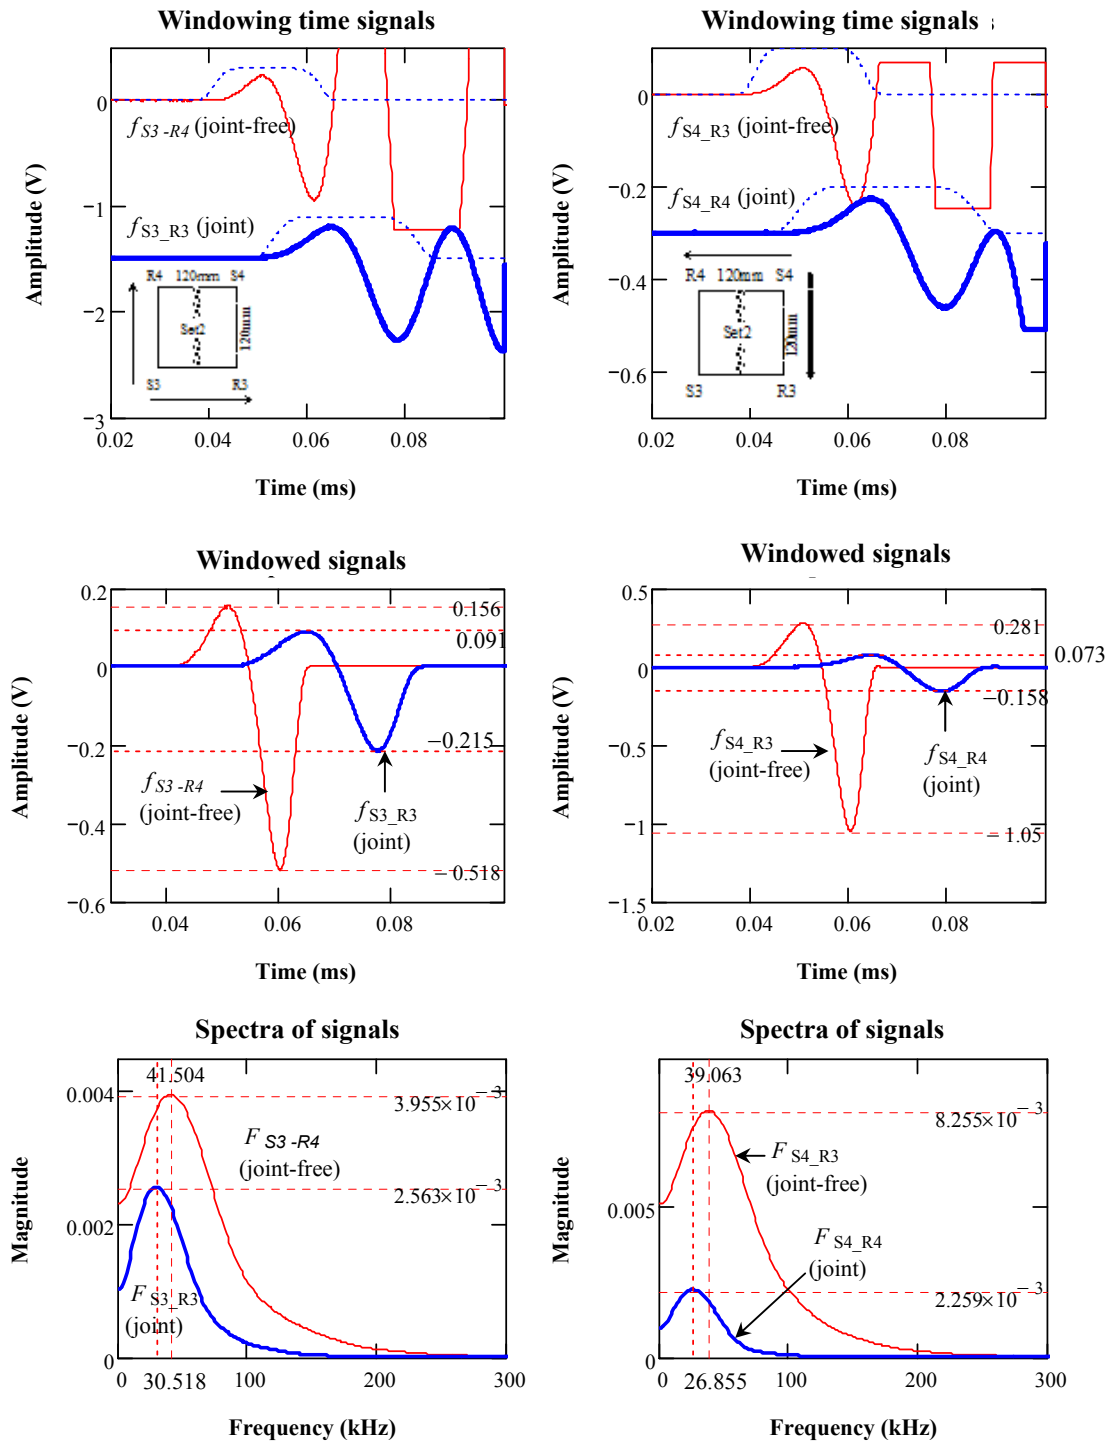 Windowing time signals
Amplitude (V)
0
−1
−2
−3
f S3 -R4 (joint-free)
f S3_R3 (joint)
R4 120mm S4
Set2
120mm
S3 R3
0.02 0.04 0.06 0.08
Time (ms)
Windowing time signals
Amplitude (V)
0
−0.2
−0.4
−0.6
f S4_R3 (joint-free)
f S4_R4 (joint)
R4 120mm S4
Set2
120mm
S3 R3
0.02 0.04 0.06 0.08
Time (ms)
Windowed signals
Amplitude (V)
0.2
0
−0.2
−0.4
−0.6
0.156
0.091
−0.215
−0.518
f S3 -R4
(joint-free)
f S3_R3
(joint)
0.04 0.06 0.08
Time (ms)
Windowed signals
Amplitude (V)
0.5
0
−0.5
−1
−1.5
0.281
0.073
−0.158
−1.05
f S4_R3
(joint-free)
f S4_R4
(joint)
0.02 0.04 0.06 0.08
Time (ms)
Spectra of signals
Magnitude
0.004
0.002
0
41.504
3.955×10−3
F S3 -R4
(joint-free)
2.563×10−3
F S3_R3
(joint)
0 30.518 100 200 300
Frequency (kHz)
Spectra of signals
Magnitude
0.005
0
39.063
8.255×10−3
F S4_R3
(joint-free)
F S4_R4
(joint)
2.259×10−3
0 26.855 100 200 300
Frequency (kHz)